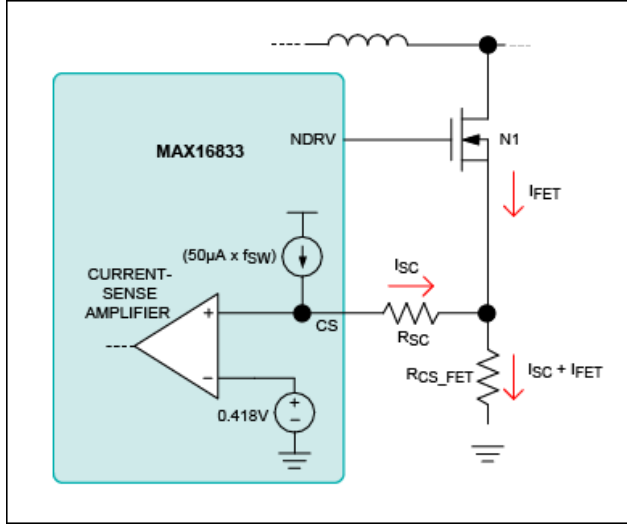 NDRV
N1
MAX16833
IFET
(50µA x fSW)
ISC
CURRENT-
SENSE
AMPLIFIER
+
CS
RSC
RCS_FET
ISC + IFET
−
+
−
0.418V